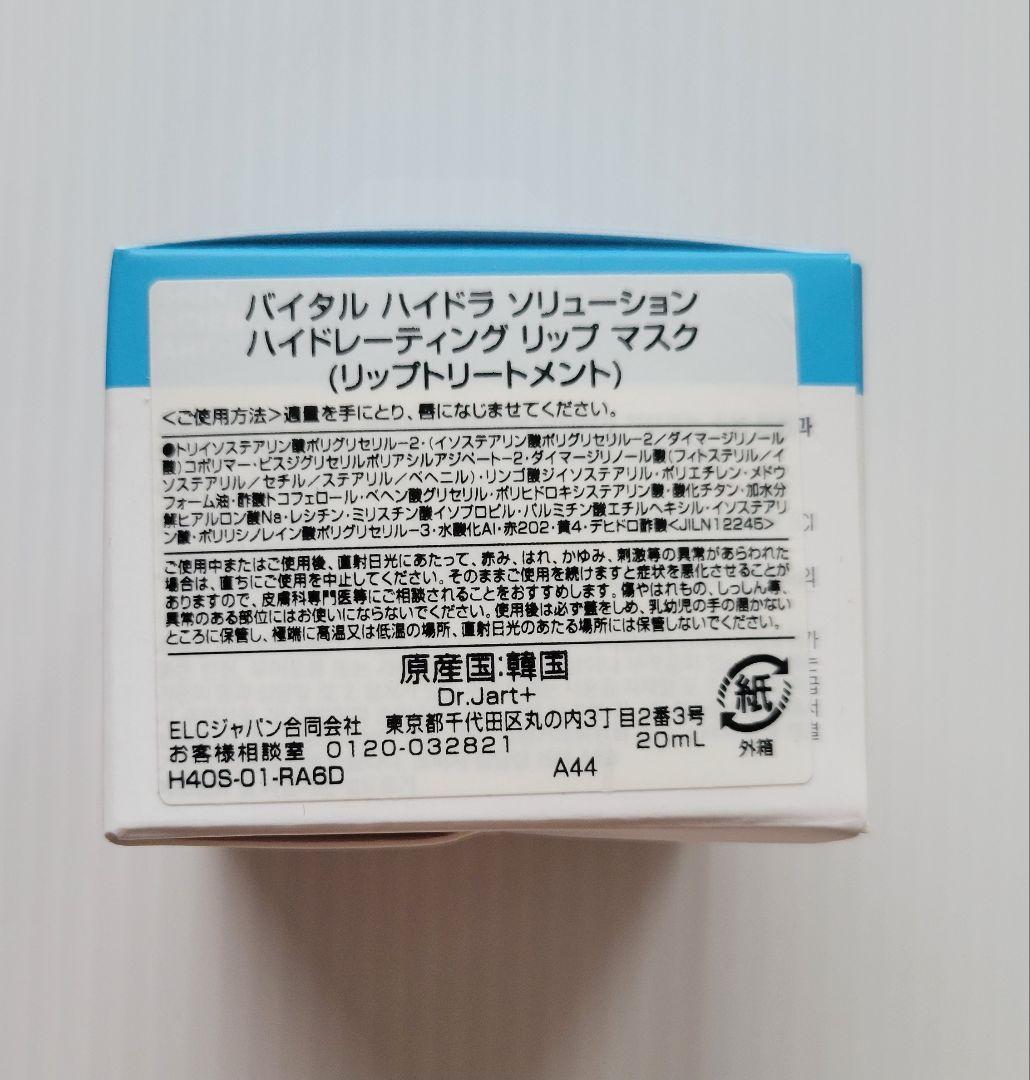 バイタル ハイドラ ソリューション
ハイドレーティング リップ マスク
(リップトリートメント)
<ご使用方法>適量を手にとり、唇になじませてください。
●トリイソステアリン酸ポリグリセリル-2・(イソステアリン酸ポリグリセリル-2/ダイマージリノール
酸)コポリマー・ビスジグリセリルポリアシルアジペート-2・ダイマージリノール酸(フィトステリル/イ
ソステアリル/セチル/ステアリル/ベヘニル)・リンゴ酸ジイソステアリル・ポリエチレン・メドウ
フォーム油・酢酸トコフェロール・ベヘン酸グリセリル・ポリヒドロキシステアリン酸・酸化チタン・加水分
解ヒアルロン酸Na・レシチン・ミリスチン酸イソプロピル・パルミチン酸エチルヘキシル・イソステアリ
ン酸・ポリリシノレイン酸ポリグリセリル-3・水酸化Al・赤202・黄4・デヒドロ酢酸<JILN12245>
ご使用中またはご使用後、直射日光にあたって、赤み、はれ、かゆみ、刺激等の異常があらわれた
場合は、直ちにご使用を中止してください。そのままご使用を続けますと症状を悪化させることが
ありますので、皮膚科専門医等にご相談されることをおすすめします。傷やはれもの、しっしん等、
異常のある部位にはお使いにならないでください。使用後は必ず蓋をしめ、乳幼児の手の届かない
ところに保管し、極端に高温又は低温の場所、直射日光のあたる場所には保管しないでください。
原産国:韓国
Dr.Jart+
ELCジャパン合同会社 東京都千代田区丸の内3丁目2番3号
お客様相談室 0120-032821 20mL
H40S-01-RA6D A44
紙
外箱
과